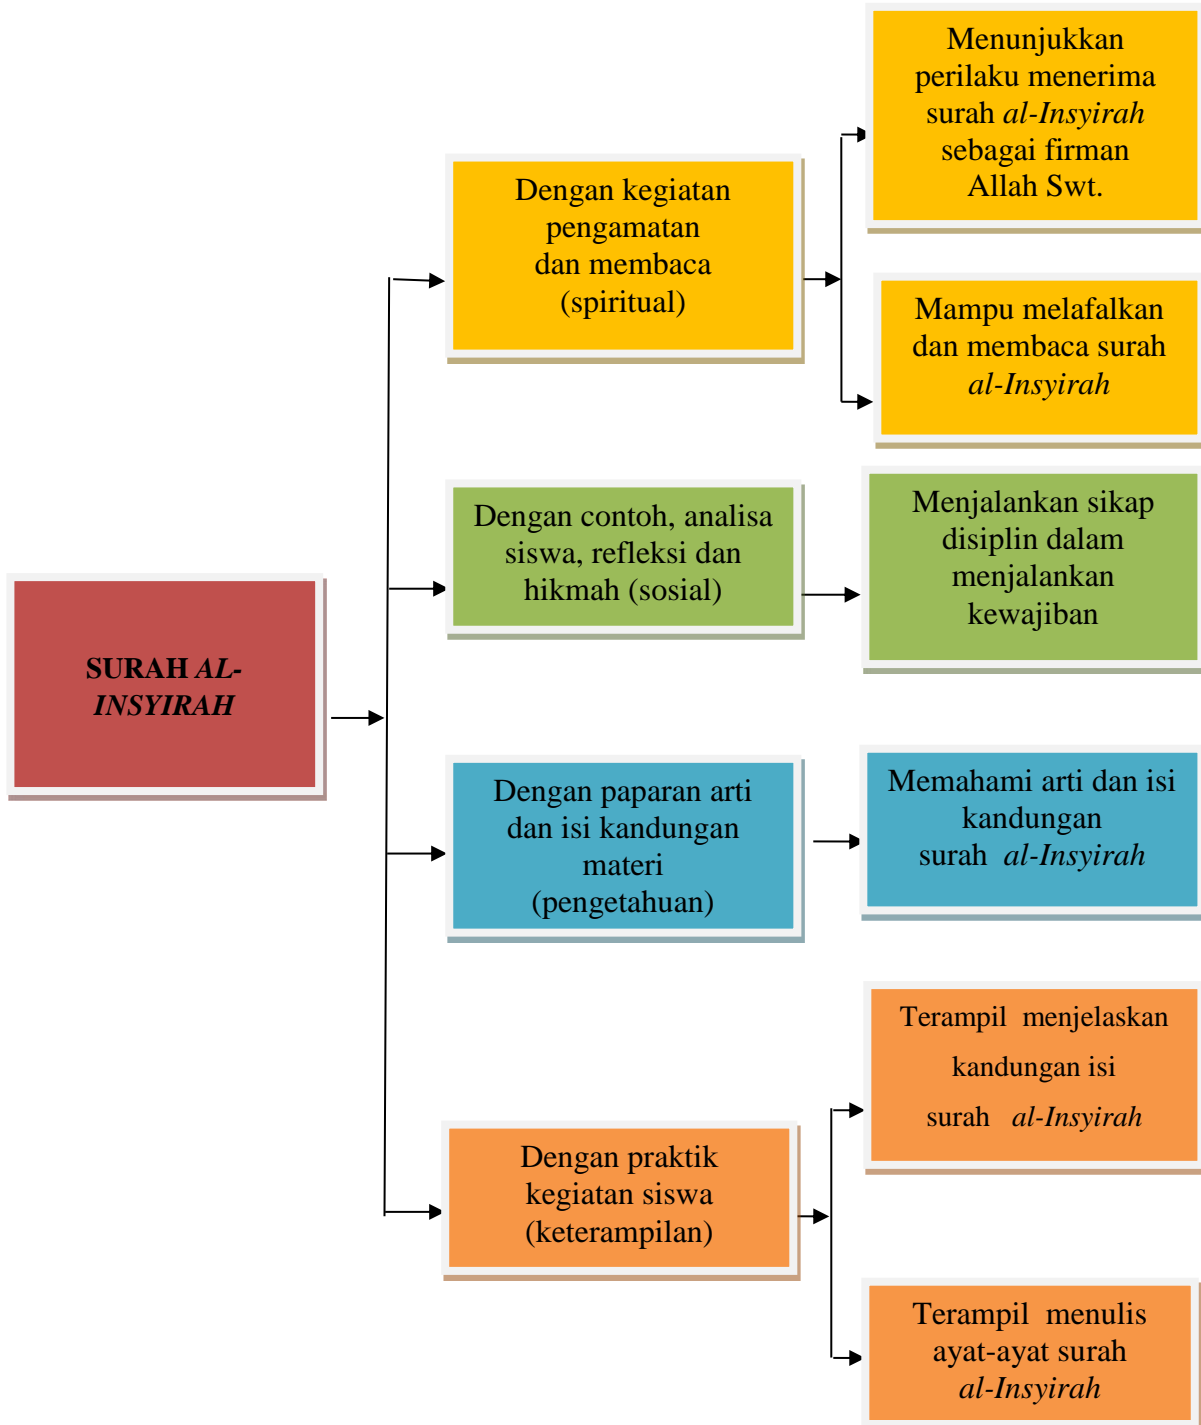 SURAH AL-
INSYIRAH
Dengan kegiatan
pengamatan
dan membaca
(spiritual)
Menunjukkan
perilaku menerima
surah al-Insyirah
sebagai firman
Allah Swt.
Mampu melafalkan
dan membaca surah
al-Insyirah
Dengan contoh, analisa
siswa, refleksi dan
hikmah (sosial)
Menjalankan sikap
disiplin dalam
menjalankan
kewajiban
Dengan paparan arti
dan isi kandungan
materi
(pengetahuan)
Memahami arti dan isi
kandungan
surah al-Insyirah
Dengan praktik
kegiatan siswa
(keterampilan)
Terampil menjelaskan
kandungan isi
surah al-Insyirah
Terampil menulis
ayat-ayat surah
al-Insyirah